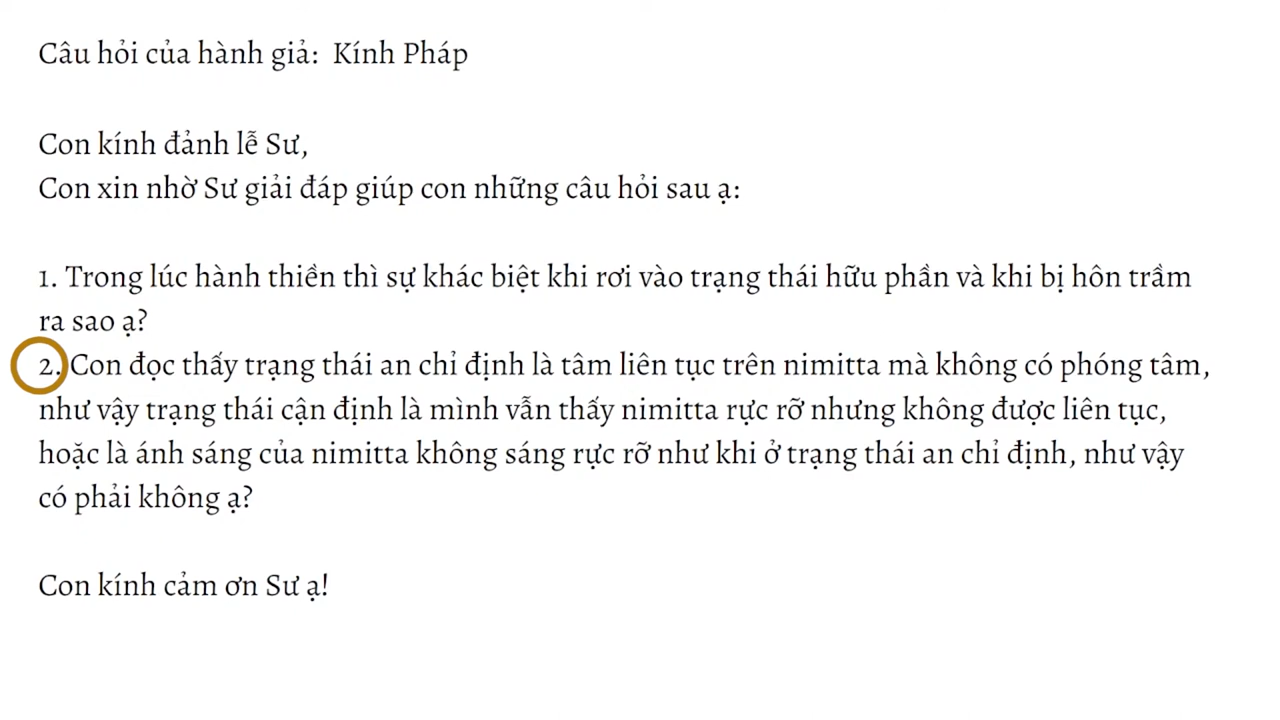 Câu hỏi của hành giả:  Kính Pháp
Con kính đảnh lễ Sư,
Con xin nhờ Sư giải đáp giúp con những câu hỏi sau ạ:
1. Trong lúc hành thiền thì sự khác biệt khi rơi vào trạng thái hữu phần và khi bị hôn trầm
ra sao ạ?
2. Con đọc thấy trạng thái an chỉ định là tâm liên tục trên nimitta mà không có phóng tâm,
như vậy trạng thái cận định là mình vẫn thấy nimitta rực rỡ nhưng không được liên tục,
hoặc là ánh sáng của nimitta không sáng rực rỡ như khi ở trạng thái an chỉ định, như vậy
có phải không ạ?
Con kính cảm ơn Sư ạ!